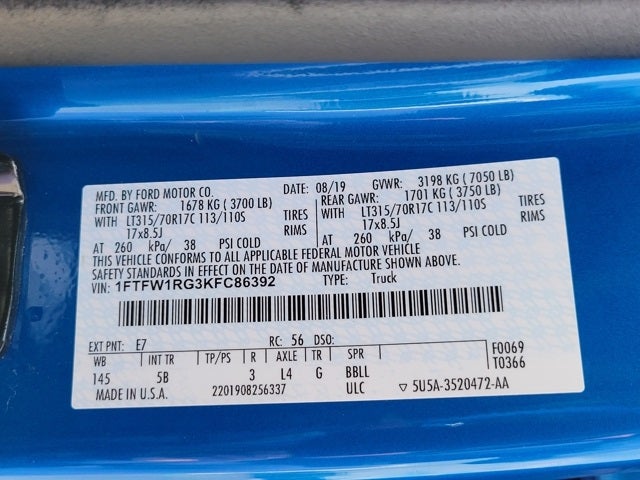 MFD. BY FORD MOTOR CO. DATE: 08/19 GVWR: 3198 KG ( 7050 LB)
FRONT GAWR: 1678 KG ( 3700 LB) REAR GAWR: 1701 KG ( 3750 LB)
WITH LT315/70R17C 113/110S TIRES WITH LT315/70R17C 113/110S TIRES
17x8.5J RIMS 17x8.5J RIMS
AT 260 kPa/ 38 PSI COLD AT 260 kPa/ 38 PSI COLD
THIS VEHICLE CONFORMS TO ALL APPLICABLE FEDERAL MOTOR VEHICLE
SAFETY STANDARDS IN EFFECT ON THE DATE OF MANUFACTURE SHOWN ABOVE.
VIN: 1FTFW1RG3KFC86392 TYPE: Truck
EXT PNT: E7 RC: 56 DSO:
WB INT TR TP/PS R AXLE TR SPR F0069
145 5B 3 L4 G BBLL T0366
MADE IN U.S.A. 2201908256337 ULC ▽ 5U5A-3520472-AA